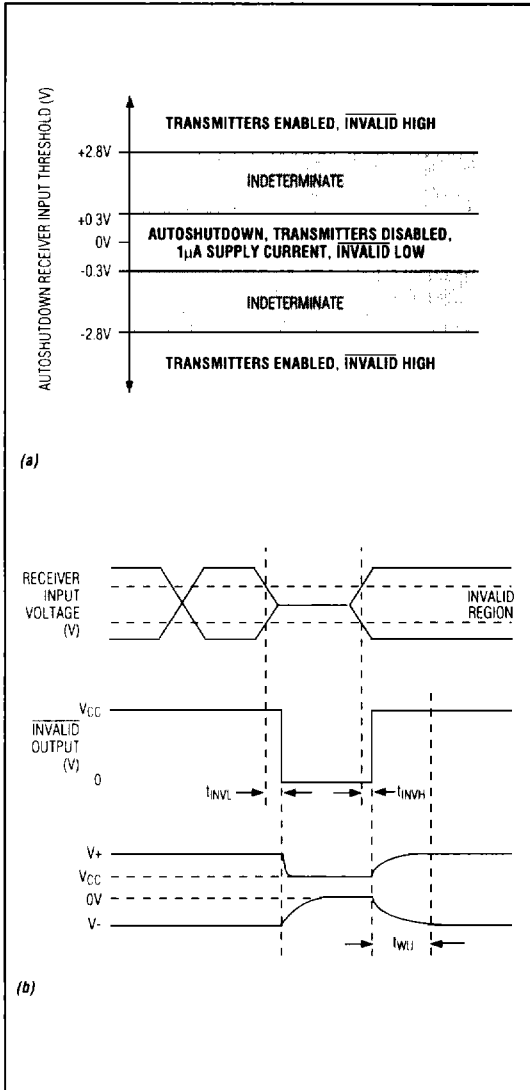 AUTOSHUTDOWN RECEIVER INPUT THRESHOLD (V)
TRANSMITTERS ENABLED, INVALID HIGH
+2.8V
INDETERMINATE
+0.3V
AUTOSHUTDOWN, TRANSMITTERS DISABLED,
0V
1µA SUPPLY CURRENT, INVALID LOW
-0.3V
INDETERMINATE
-2.8V
TRANSMITTERS ENABLED, INVALID HIGH
(a)
RECEIVER
INPUT
VOLTAGE
(V)
INVALID
REGION
VCC
INVALID
OUTPUT
(V)
0
tINVL
tINVH
V+
VCC
0V
V-
tWU
(b)